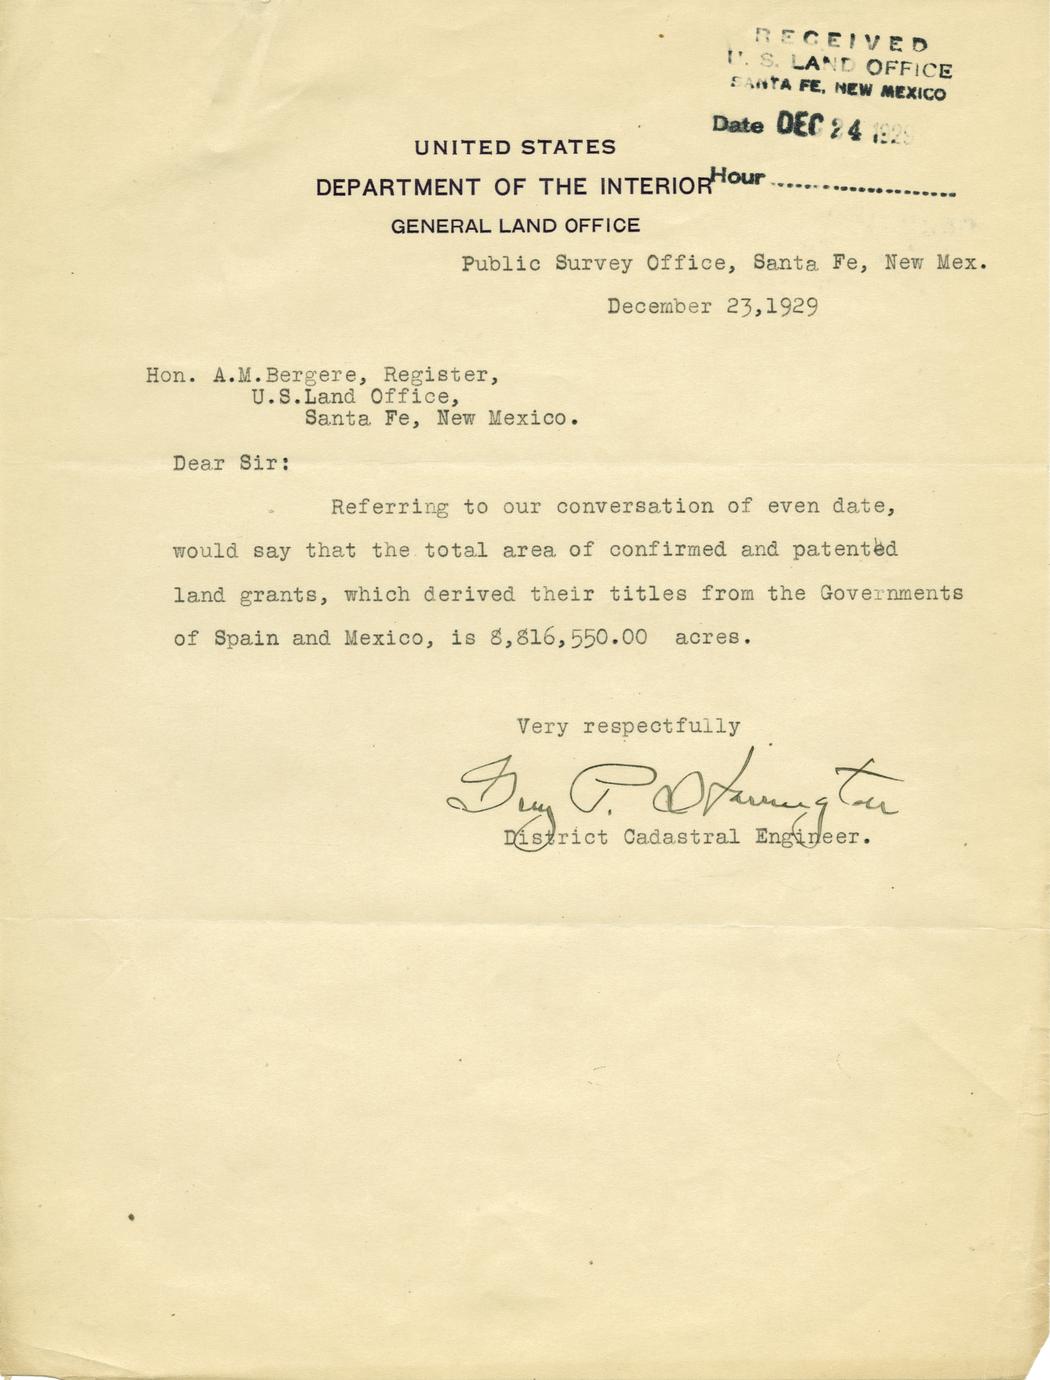 RECEIVED
U. S. LAND OFFICE
SANTA FE, NEW MEXICO
Date DEC 24 1929
Hour
UNITED STATES
DEPARTMENT OF THE INTERIOR
GENERAL LAND OFFICE
Public Survey Office, Santa Fe, New Mex.
December 23,1929
Hon. A.M.Bergere, Register,
U.S.Land Office,
Santa Fe, New Mexico.
Dear Sir:
Referring to our conversation of even date,
would say that the total area of confirmed and patented
land grants, which derived their titles from the Governments
of Spain and Mexico, is 8,816,550.00 acres.
Very respectfully
P. Harrington
District Cadastral Engineer.